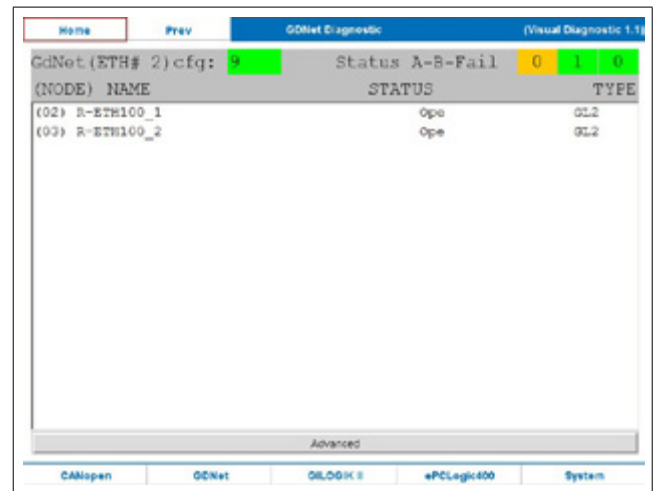 Home Prev GDNet Diagnostic (Visual Diagnostic 1.1)
GdNet(ETH# 2)cfg: 9 Status A-B-Fail 0 1 0
(NODE) NAME STATUS TYPE
(02) R-ETH100_1 Ope GL2
(03) R-ETH100_2 Ope GL2
Advanced
CANopen GDNet GILOGIK II ePCLogic400 System